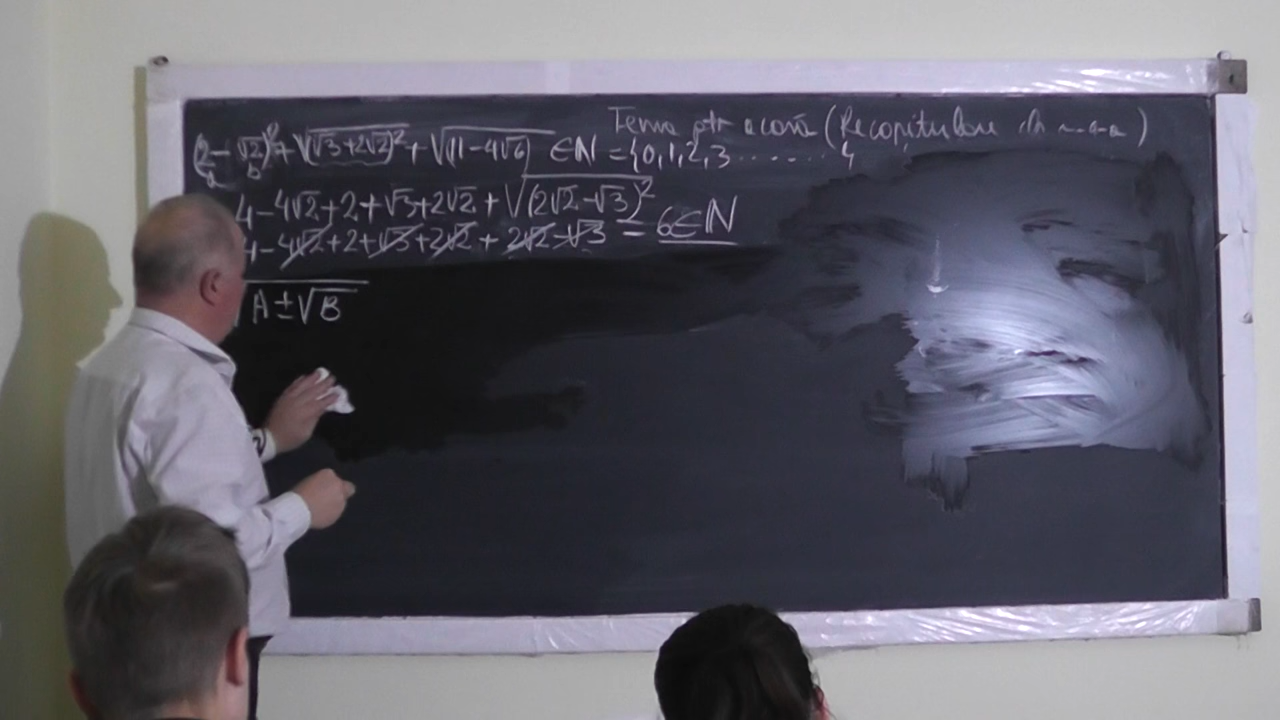 Tema ptr acasă (Recapitulare din
(2-√2)²+√(√3+2√2)²+√(11-4√6) ∈ℕ ={0,1,2,3.......}
a b
4-4√2+2+√3+2√2+√(2√2-√3)²
4-4√2+2+√3+2√2+2√2-√3 = 6∈ℕ
√(A±√B)